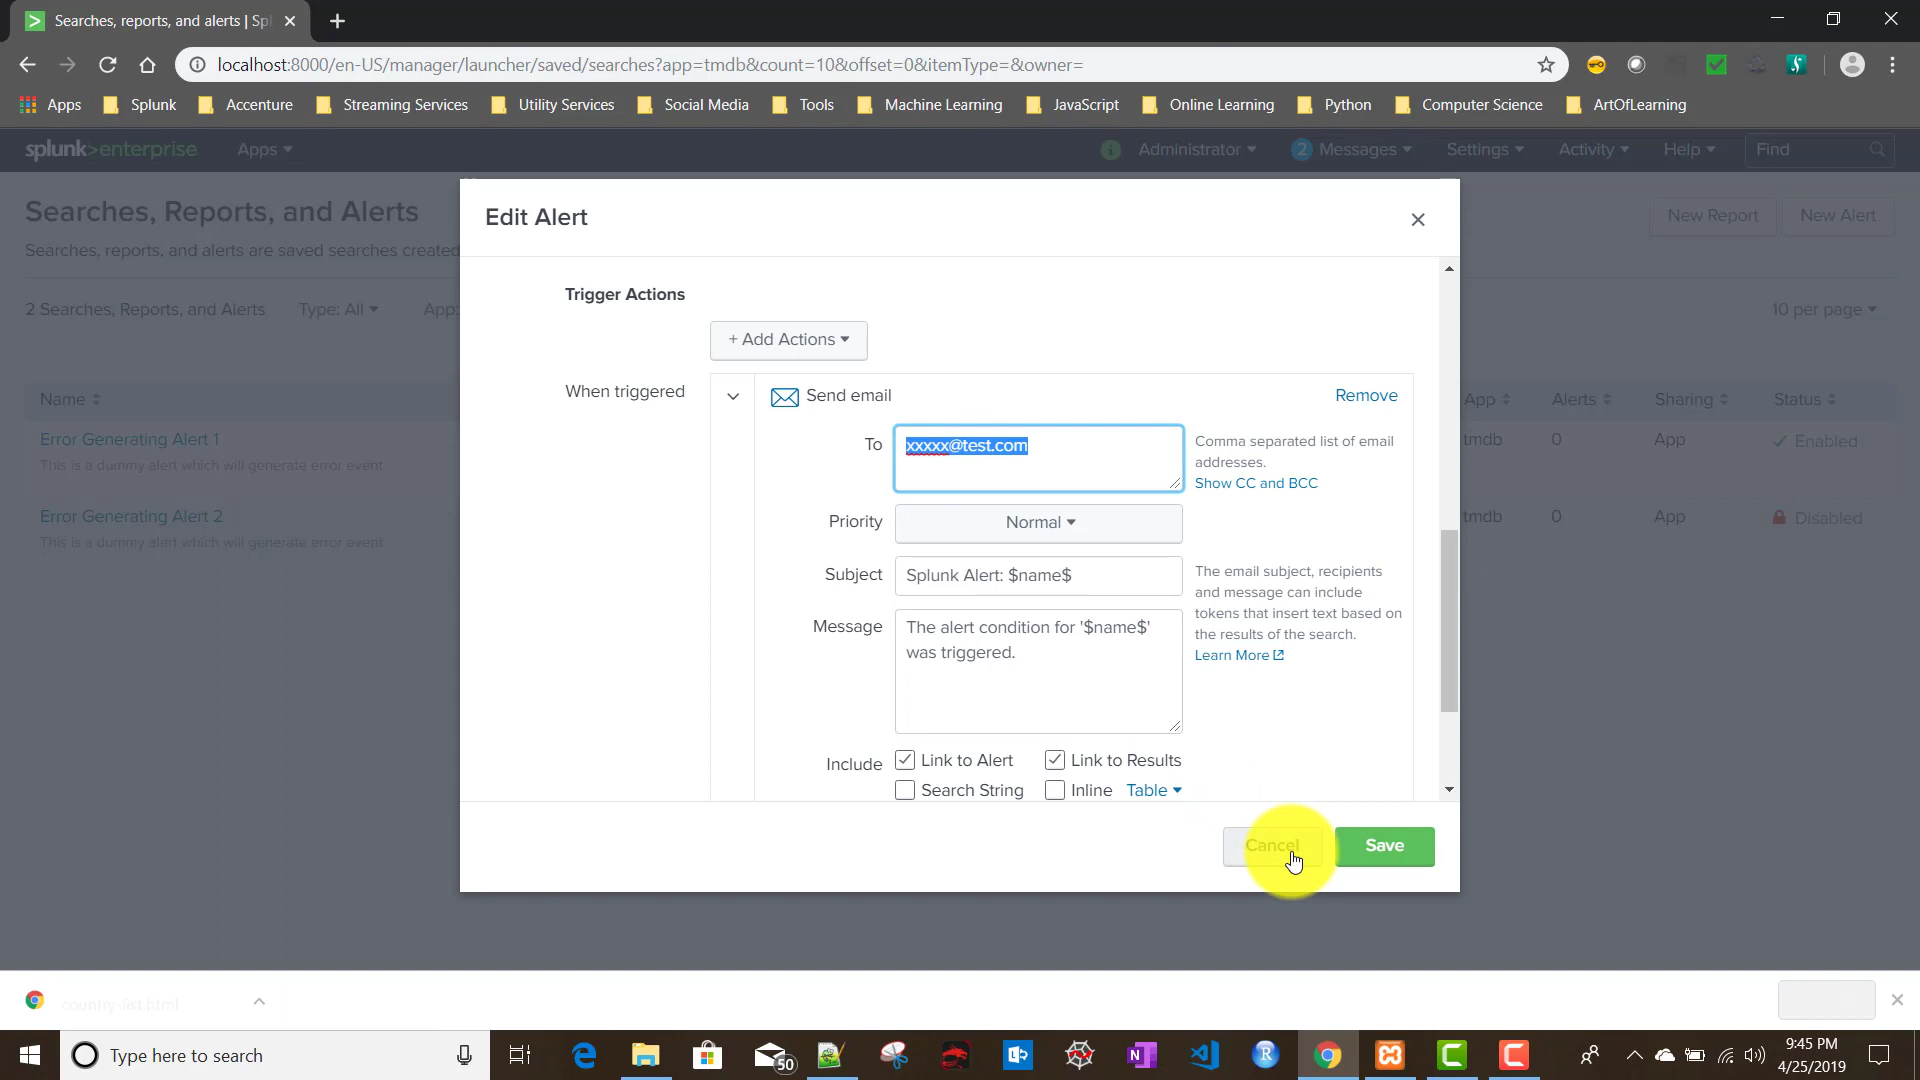 Searches, reports, and alerts | Spl
localhost:8000/en-US/manager/launcher/saved/searches?app=tmdb&count=10&offset=0&itemType=&owner=
Apps Splunk Accenture Streaming Services Utility Services Social Media Tools Machine Learning JavaScript Online Learning Python Computer Science ArtOfLearning
splunk>enterprise Apps i Administrator 2 Messages Settings Activity Help Find
Searches, Reports, and Alerts
New Report New Alert
Searches, reports, and alerts are saved searches created
2 Searches, Reports, and Alerts Type: All App: 10 per page
Name App Alerts Sharing Status
Error Generating Alert 1 tmdb 0 App Enabled
This is a dummy alert which will generate error event
Error Generating Alert 2 tmdb 0 App Disabled
This is a dummy alert which will generate error event
Edit Alert
Trigger Actions
+ Add Actions
When triggered
Send email Remove
To xxxxx@test.com
Comma separated list of email
addresses.
Show CC and BCC
Priority Normal
Subject Splunk Alert: $name$
The email subject, recipients
and message can include
tokens that insert text based on
the results of the search.
Learn More
Message The alert condition for '$name$'
was triggered.
Include Link to Alert Link to Results
Search String Inline Table
Cancel Save
country-list.html
Type here to search
50
9:45 PM
4/25/2019